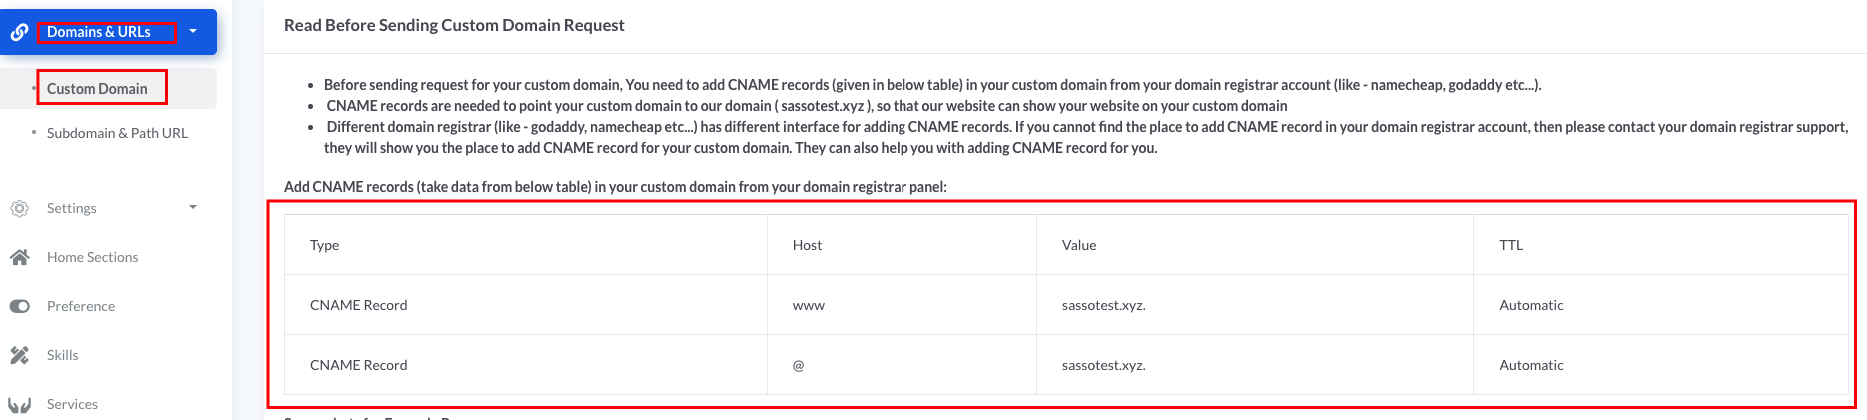 Domains & URLs
Custom Domain
Subdomain & Path URL
Settings
Home Sections
Preference
Skills
Services
Read Before Sending Custom Domain Request
Before sending request for your custom domain, You need to add CNAME records (given in below table) in your custom domain from your domain registrar account (like - namecheap, godaddy etc...).
CNAME records are needed to point your custom domain to our domain ( sassotest.xyz ), so that our website can show your website on your custom domain
Different domain registrar (like - godaddy, namecheap etc...) has different interface for adding CNAME records. If you cannot find the place to add CNAME record in your domain registrar account, then please contact your domain registrar support,
they will show you the place to add CNAME record for your custom domain. They can also help you with adding CNAME record for you.
Add CNAME records (take data from below table) in your custom domain from your domain registrar panel:
Type Host Value TTL
CNAME Record www sassotest.xyz. Automatic
CNAME Record @ sassotest.xyz. Automatic